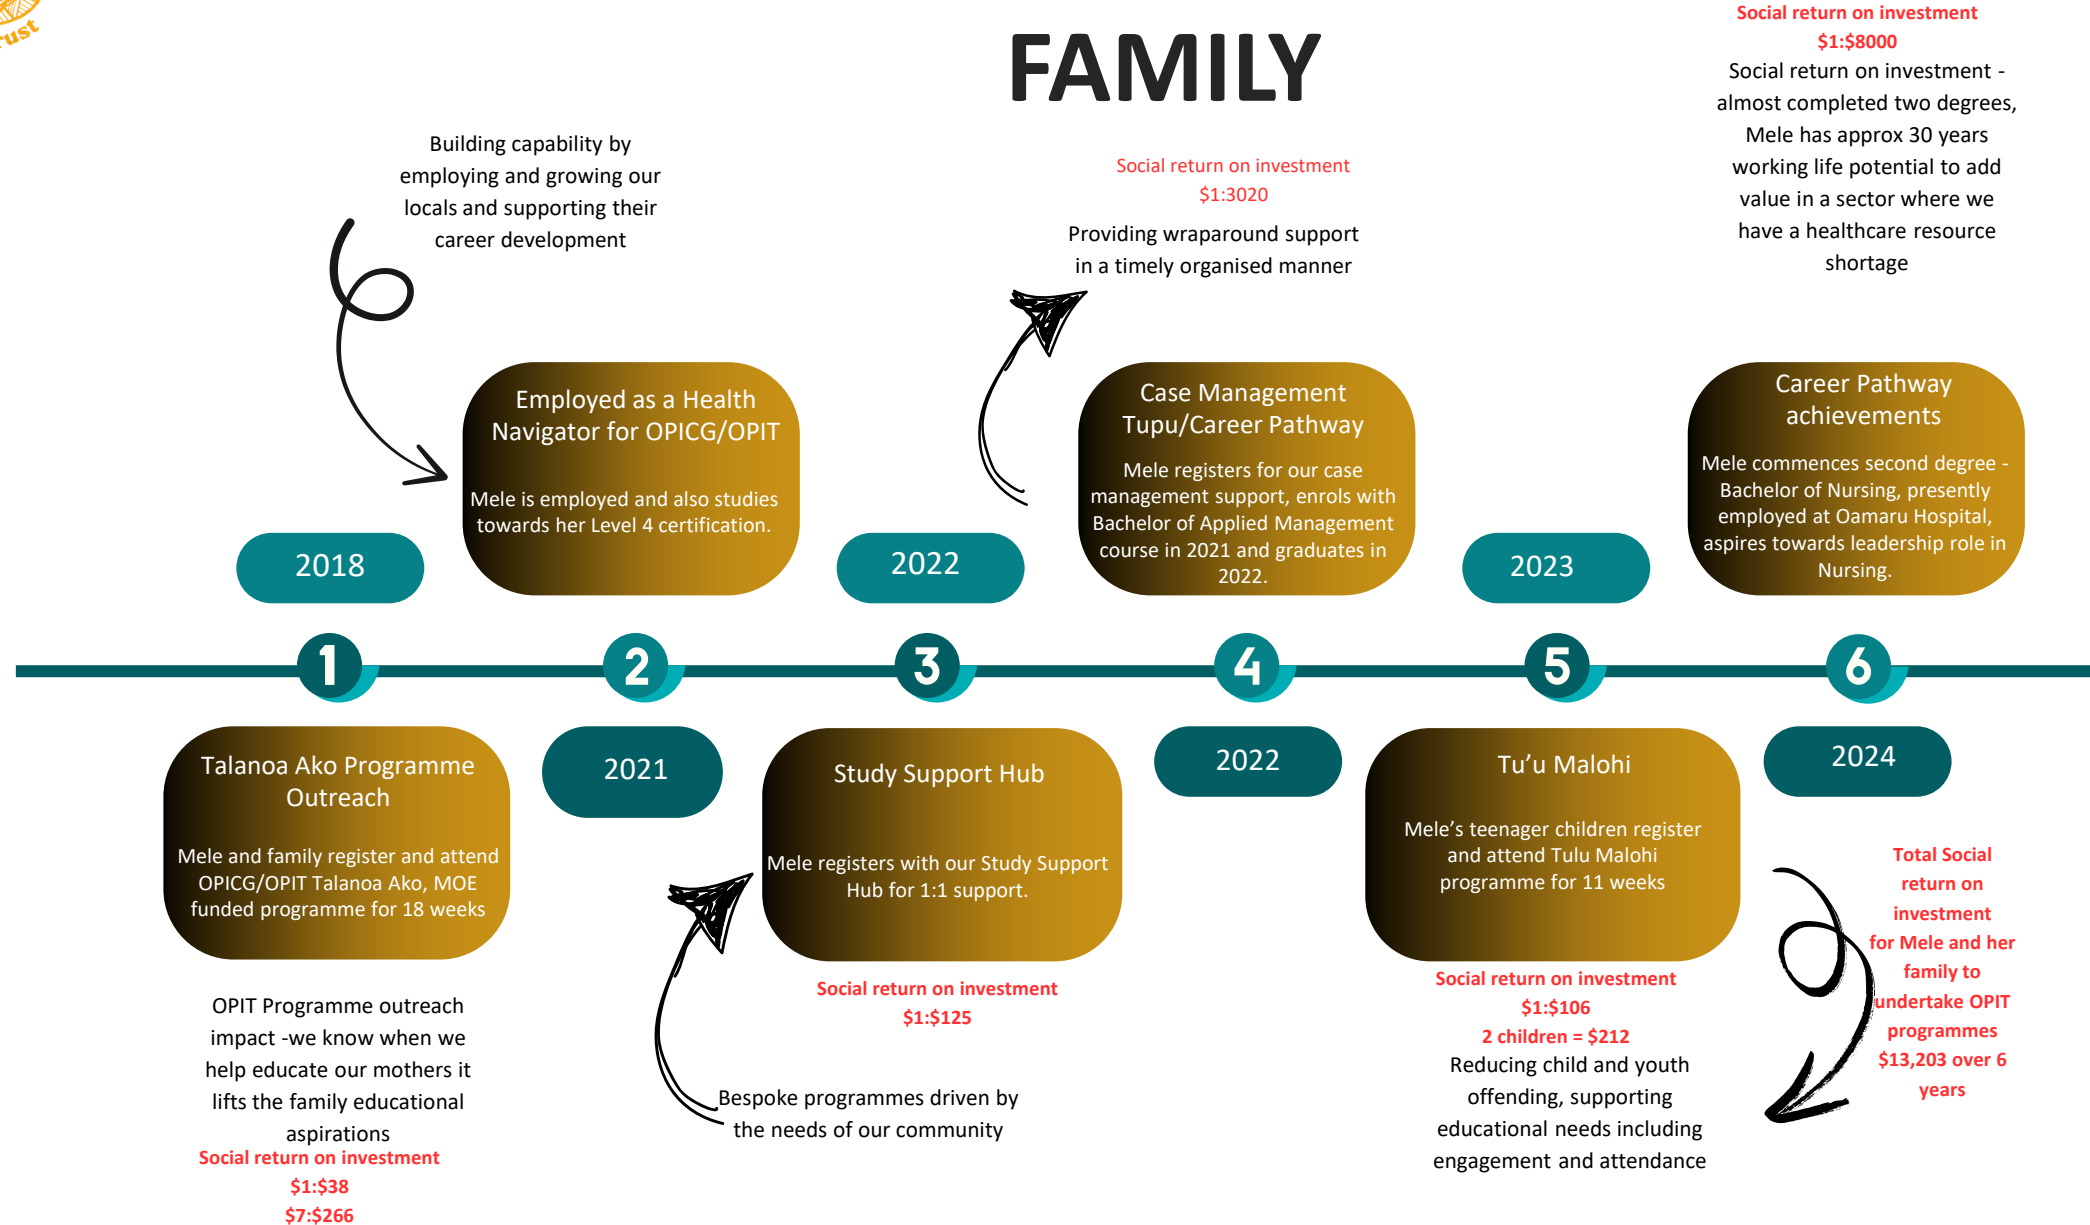 rust
FAMILY
Building capability by
employing and growing our
locals and supporting their
career development
Social return on investment
$1:3020
Providing wraparound support
in a timely organised manner
Social return on investment
$1:$8000
Social return on investment -
almost completed two degrees,
Mele has approx 30 years
working life potential to add
value in a sector where we
have a healthcare resource
shortage
Employed as a Health
Navigator for OPICG/OPIT
Mele is employed and also studies
towards her Level 4 certification.
Case Management
Tupu/Career Pathway
Mele registers for our case
management support, enrols with
Bachelor of Applied Management
course in 2021 and graduates in
2022.
Career Pathway
achievements
Mele commences second degree -
Bachelor of Nursing, presently
employed at Oamaru Hospital,
aspires towards leadership role in
Nursing.
2018
2022
2023
1
2
3
4
5
6
Talanoa Ako Programme
Outreach
Mele and family register and attend
OPICG/OPIT Talanoa Ako, MOE
funded programme for 18 weeks
2021
Study Support Hub
Mele registers with our Study Support
Hub for 1:1 support.
2022
Tu’u Malohi
Mele’s teenager children register
and attend Tulu Malohi
programme for 11 weeks
2024
OPIT Programme outreach
impact -we know when we
help educate our mothers it
lifts the family educational
aspirations
Social return on investment
$1:$38
$7:$266
Social return on investment
$1:$125
Bespoke programmes driven by
the needs of our community
Social return on investment
$1:$106
2 children = $212
Reducing child and youth
offending, supporting
educational needs including
engagement and attendance
Total Social
return on
investment
for Mele and her
family to
undertake OPIT
programmes
$13,203 over 6
years